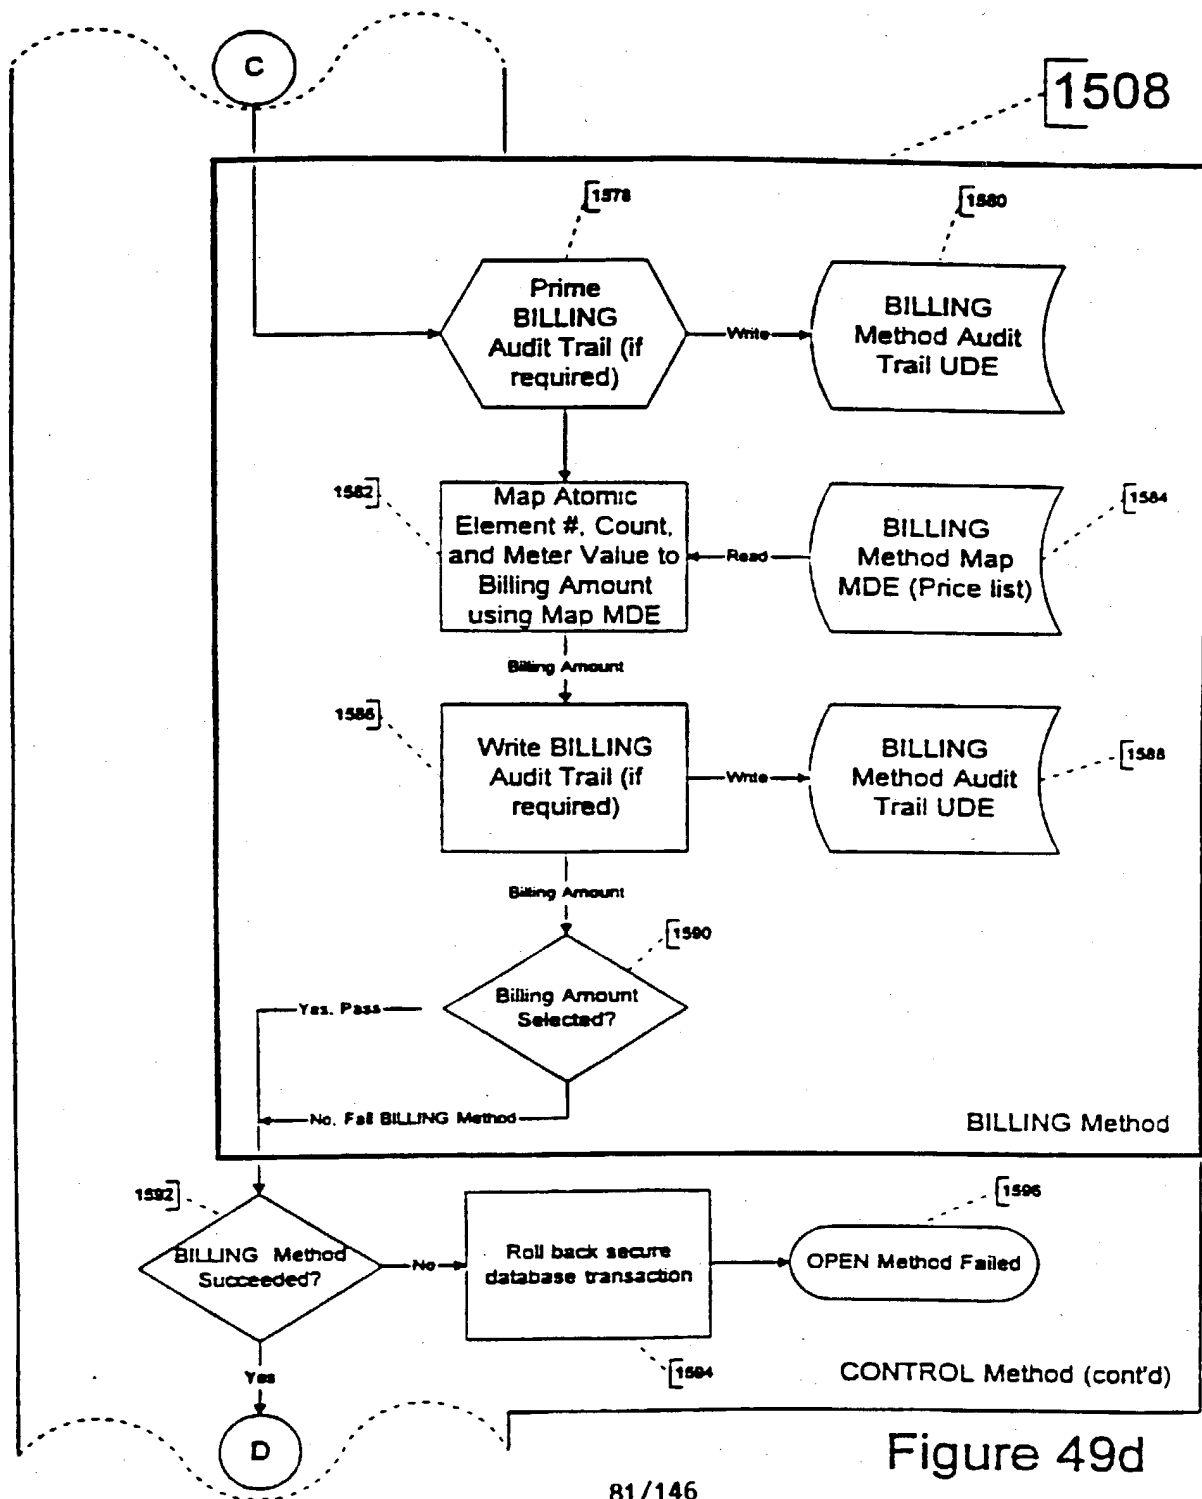 C
1508
1578
1580
Prime
BILLING
Audit Trail (if
required)
Write
BILLING
Method Audit
Trail UDE
1582
Map Atomic
Element #, Count,
and Meter Value to
Billing Amount
using Map MDE
Read
BILLING
Method Map
MDE (Price list)
1584
Billing Amount
1586
Write BILLING
Audit Trail (if
required)
Write
BILLING
Method Audit
Trail UDE
1588
Billing Amount
1590
Billing Amount
Selected?
Yes, Pass
No, Fail BILLING Method
BILLING Method
1592
BILLING Method
Succeeded?
No
Roll back secure
database transaction
1596
OPEN Method Failed
1594
Yes
CONTROL Method (cont'd)
D
Figure 49d
81/146